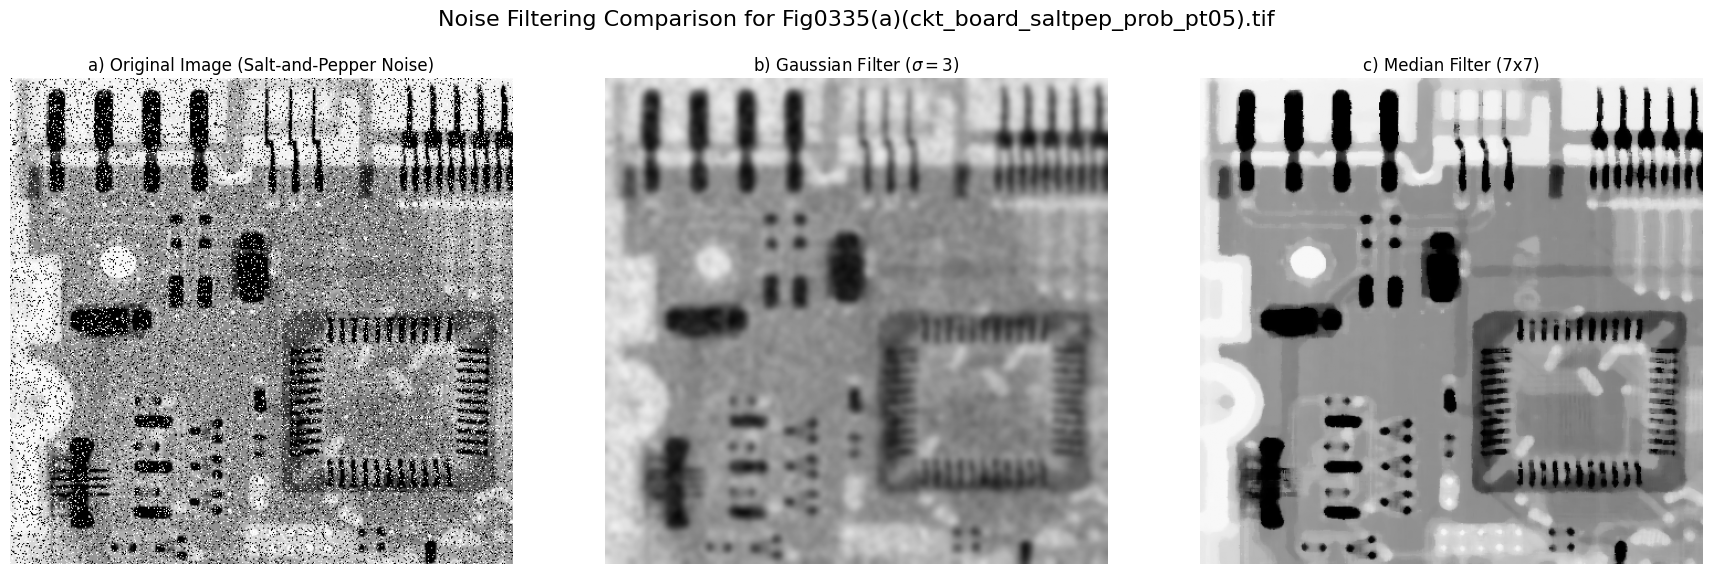 Noise Filtering Comparison for Fig0335(a)(ckt_board_saltpep_prob_pt05).tif
a) Original Image (Salt-and-Pepper Noise)
b) Gaussian Filter (σ = 3)
c) Median Filter (7x7)